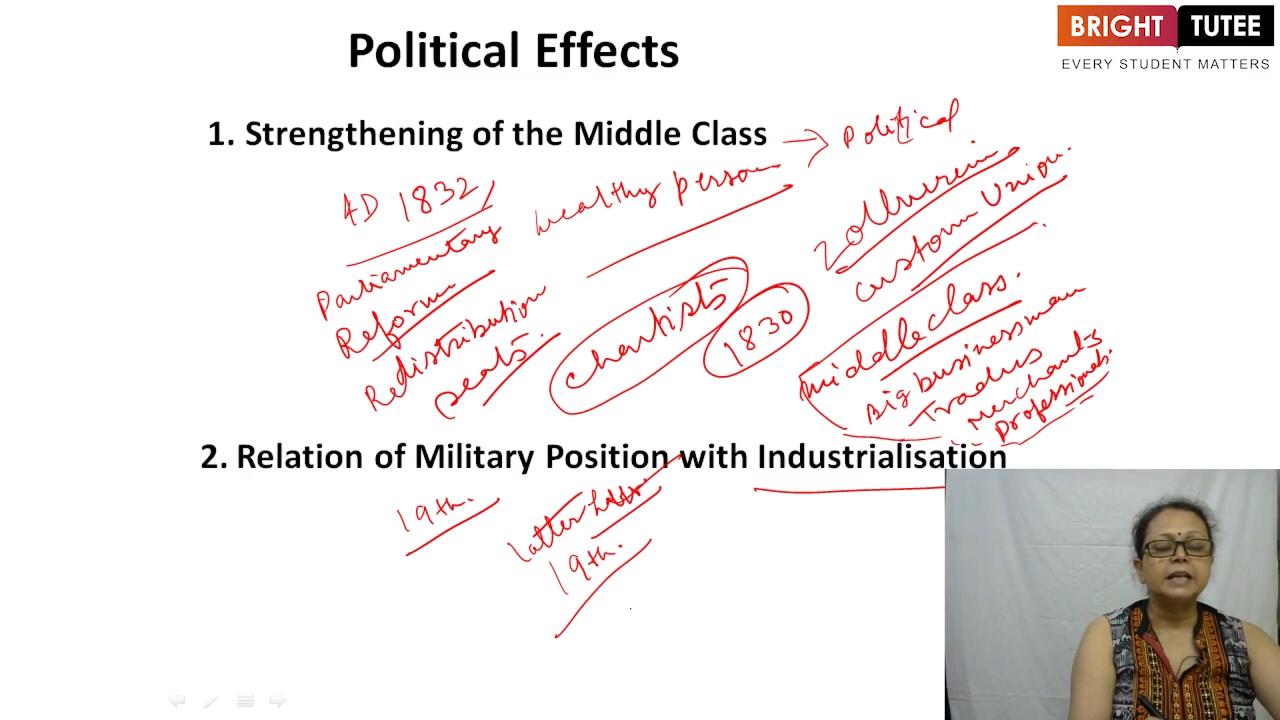 BRIGHT TUTEE
EVERY STUDENT MATTERS
Political Effects
1. Strengthening of the Middle Class → Political
AD 1832
Parliamentary
Reforms
Redistribution
seats.
wealthy person
Chartists
1830
Zollverein
Custom Union.
Middle class.
Big businessman
Traders
Merchants
Professionals.
2. Relation of Military Position with Industrialisation
19th.
latter half
19th.